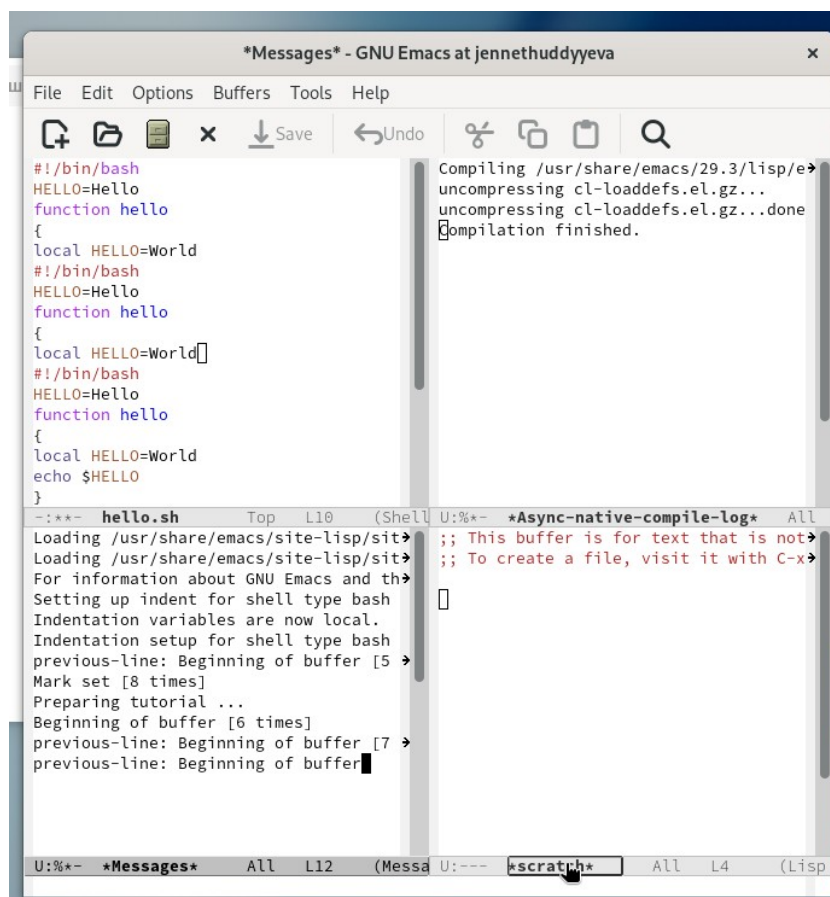 *Messages* - GNU Emacs at jennethuddyyeva
File Edit Options Buffers Tools Help
Save Undo
#!/bin/bash
HELLO=Hello
function hello
{
local HELLO=World
#!/bin/bash
HELLO=Hello
function hello
{
local HELLO=World
#!/bin/bash
HELLO=Hello
function hello
{
local HELLO=World
echo $HELLO
}
-:**- hello.sh Top L10 (Shell
Compiling /usr/share/emacs/29.3/lisp/e
uncompressing cl-loaddefs.el.gz...
uncompressing cl-loaddefs.el.gz...done
Compilation finished.
U:%*- *Async-native-compile-log* All
Loading /usr/share/emacs/site-lisp/sit
Loading /usr/share/emacs/site-lisp/sit
For information about GNU Emacs and th
Setting up indent for shell type bash
Indentation variables are now local.
Indentation setup for shell type bash
previous-line: Beginning of buffer [5
Mark set [8 times]
Preparing tutorial ...
Beginning of buffer [6 times]
previous-line: Beginning of buffer [7
previous-line: Beginning of buffer
U:%*- *Messages* All L12 (Messa
;; This buffer is for text that is not
;; To create a file, visit it with C-x
U:--- *scratch* All L4 (Lisp